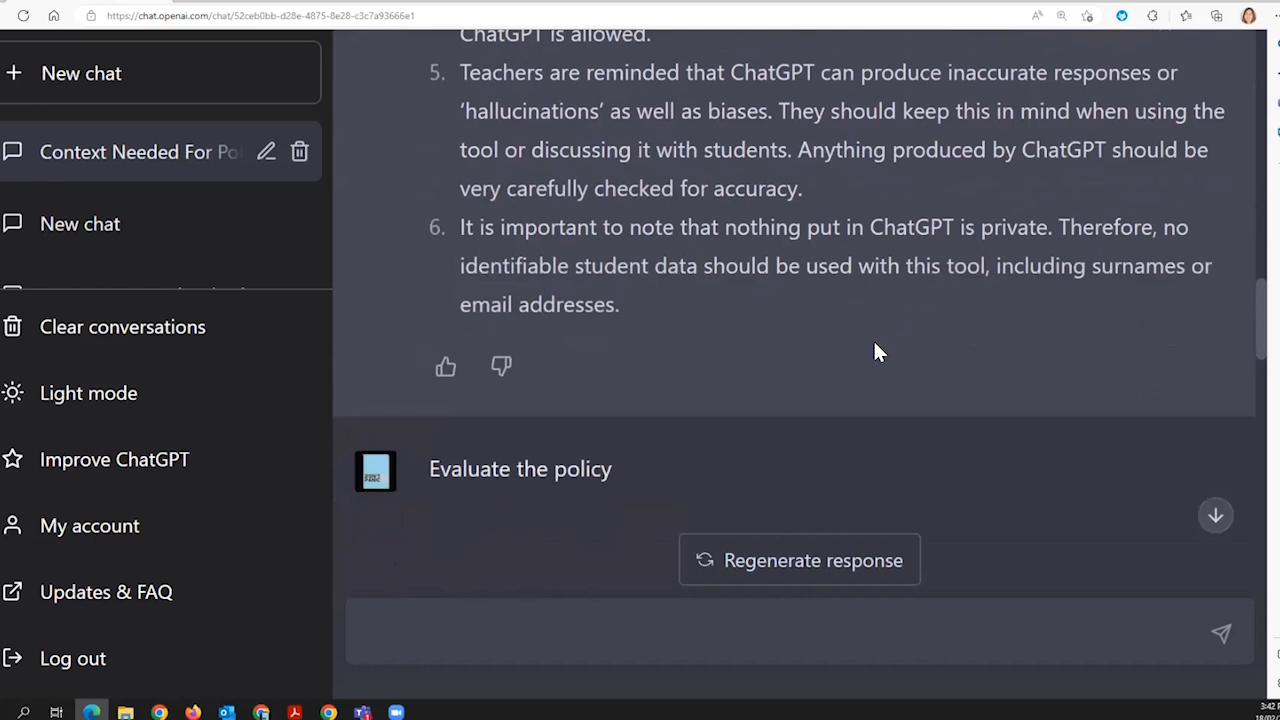 https://chat.openai.com/chat/52ceb0bb-d28e-4875-8e28-c3c7a93666e1
New chat
Context Needed For Po
New chat
Clear conversations
Light mode
Improve ChatGPT
My account
Updates & FAQ
Log out
ChatGPT is allowed.
5. Teachers are reminded that ChatGPT can produce inaccurate responses or
‘hallucinations’ as well as biases. They should keep this in mind when using the
tool or discussing it with students. Anything produced by ChatGPT should be
very carefully checked for accuracy.
6. It is important to note that nothing put in ChatGPT is private. Therefore, no
identifiable student data should be used with this tool, including surnames or
email addresses.
Evaluate the policy
Regenerate response
3:42